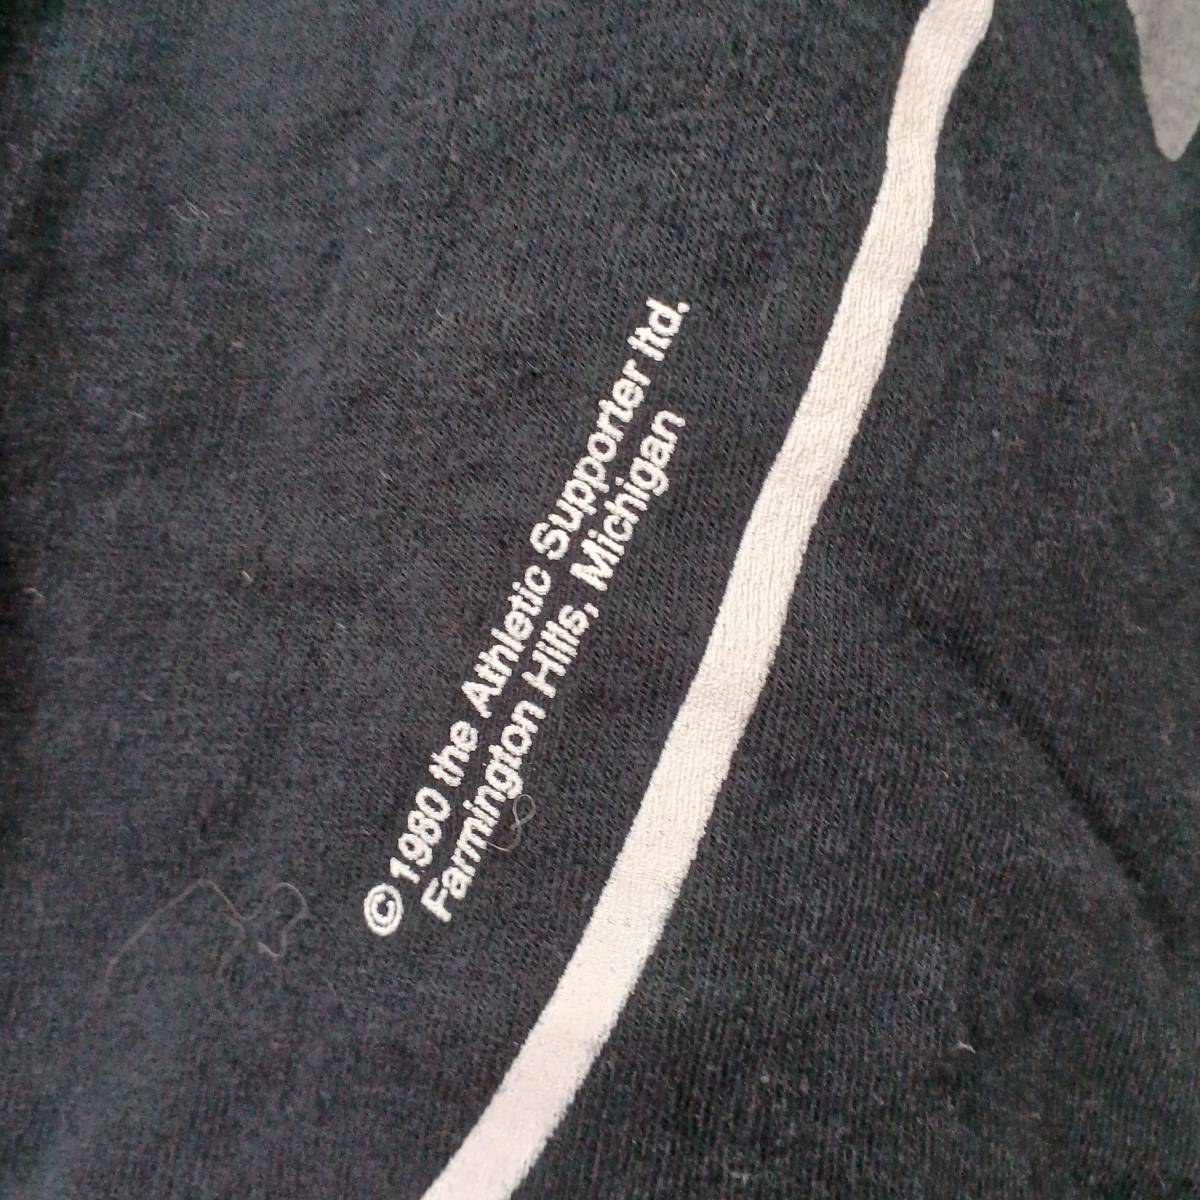 © 1980 the Athletic Supporter ltd.
Farmington Hills, Michigan